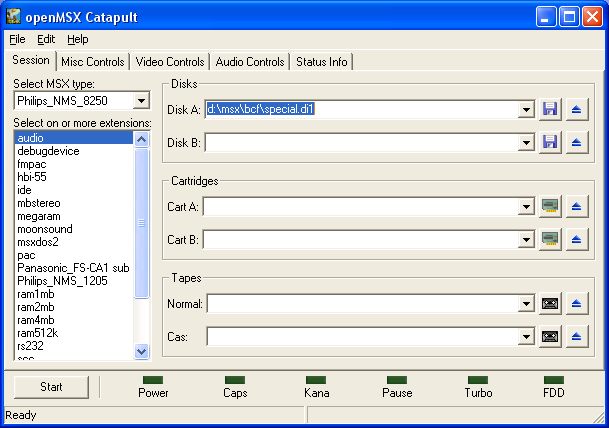 openMSX Catapult
File Edit Help
Session Misc Controls Video Controls Audio Controls Status Info
Select MSX type:
Philips_NMS_8250
Select on or more extensions:
audio
debugdevice
fmpac
hbi-55
ide
mbstereo
megaram
moonsound
msxdos2
pac
Panasonic_FS-CA1 sub
Philips_NMS_1205
ram1mb
ram2mb
ram4mb
ram512k
rs232
scc
Disks
Disk A: d:\msx\bcf\special.di1
Disk B:
Cartridges
Cart A:
Cart B:
Tapes
Normal:
Cas:
Start
Power Caps Kana Pause Turbo FDD
Ready